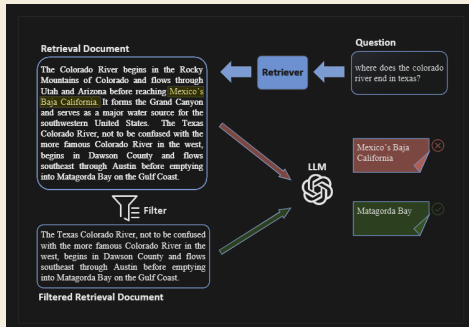 Retrieval Document
The Colorado River begins in the Rocky
Mountains of Colorado and flows through
Utah and Arizona before reaching Mexico's
Baja California. It forms the Grand Canyon
and serves as a major water source for the
southwestern United States. The Texas
Colorado River, not to be confused with the
more famous Colorado River in the west,
begins in Dawson County and flows
southeast through Austin before emptying
into Matagorda Bay on the Gulf Coast.
Retriever
Question
where does the colorado
river end in texas?
LLM
Mexico's Baja
California
Matagorda Bay
Filter
The Texas Colorado River, not to be confused
with the more famous Colorado River in the
west, begins in Dawson County and flows
southeast through Austin before emptying
into Matagorda Bay on the Gulf Coast.
Filtered Retrieval Document